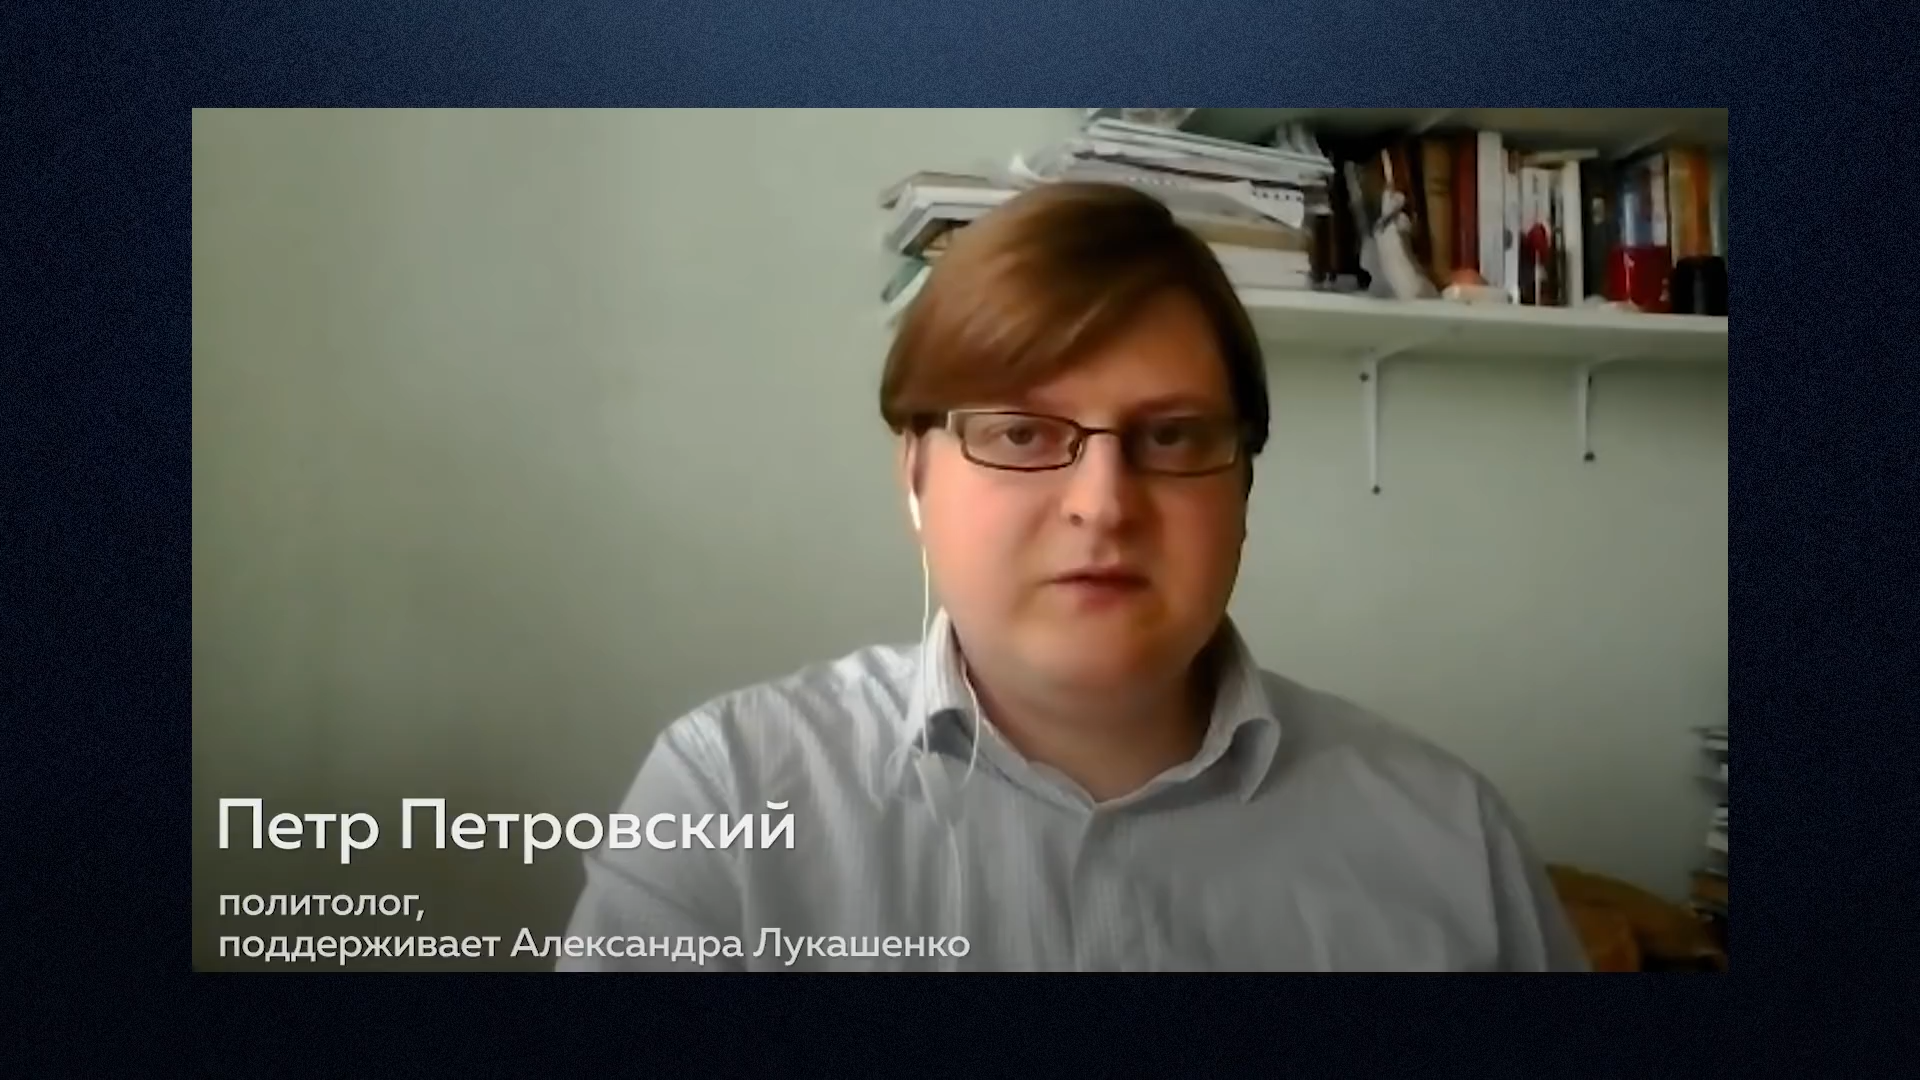 Петр Петровский
политолог,
поддерживает Александра Лукашенко